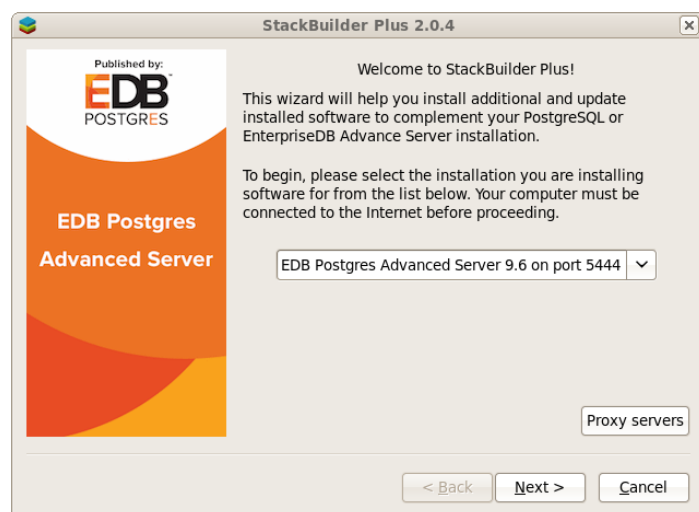 StackBuilder Plus 2.0.4
Published by:
EDB™
POSTGRES
EDB Postgres
Advanced Server
Welcome to StackBuilder Plus!
This wizard will help you install additional and update
installed software to complement your PostgreSQL or
EnterpriseDB Advance Server installation.
To begin, please select the installation you are installing
software for from the list below. Your computer must be
connected to the Internet before proceeding.
EDB Postgres Advanced Server 9.6 on port 5444
Proxy servers
< Back
Next >
Cancel